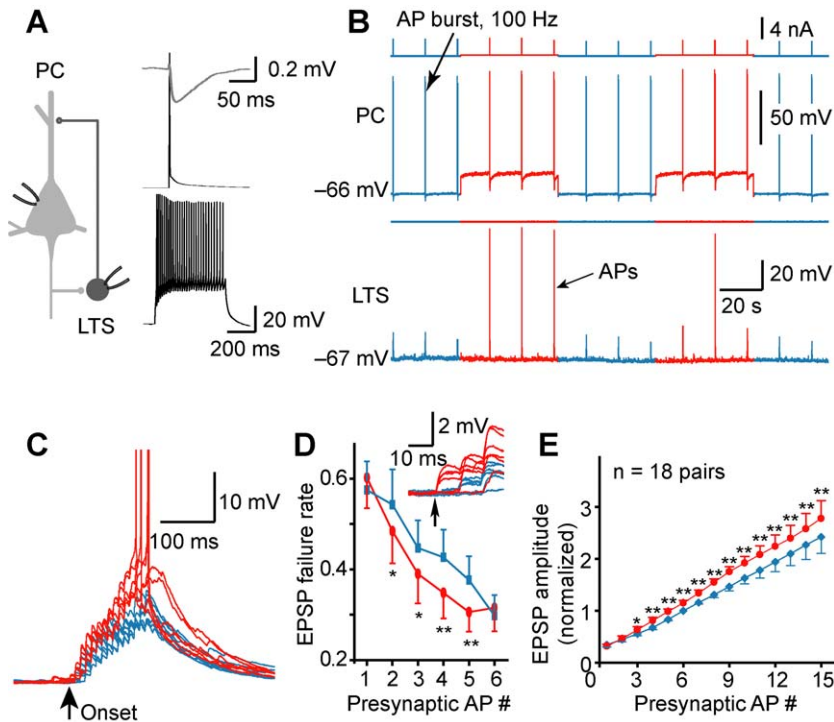 A
PC
LTS
0.2 mV
50 ms
20 mV
200 ms
B
AP burst, 100 Hz
4 nA
PC
50 mV
–66 mV
APs
LTS
20 mV
20 s
–67 mV
C
10 mV
100 ms
Onset
D
2 mV
10 ms
EPSP failure rate
0.6
0.4
0.2
*
*
**
**
1 2 3 4 5 6
Presynaptic AP #
E
n = 18 pairs
EPSP amplitude
(normalized)
3
2
1
0
* ** ** ** ** ** ** ** ** ** ** ** **
0 3 6 9 12 15
Presynaptic AP #